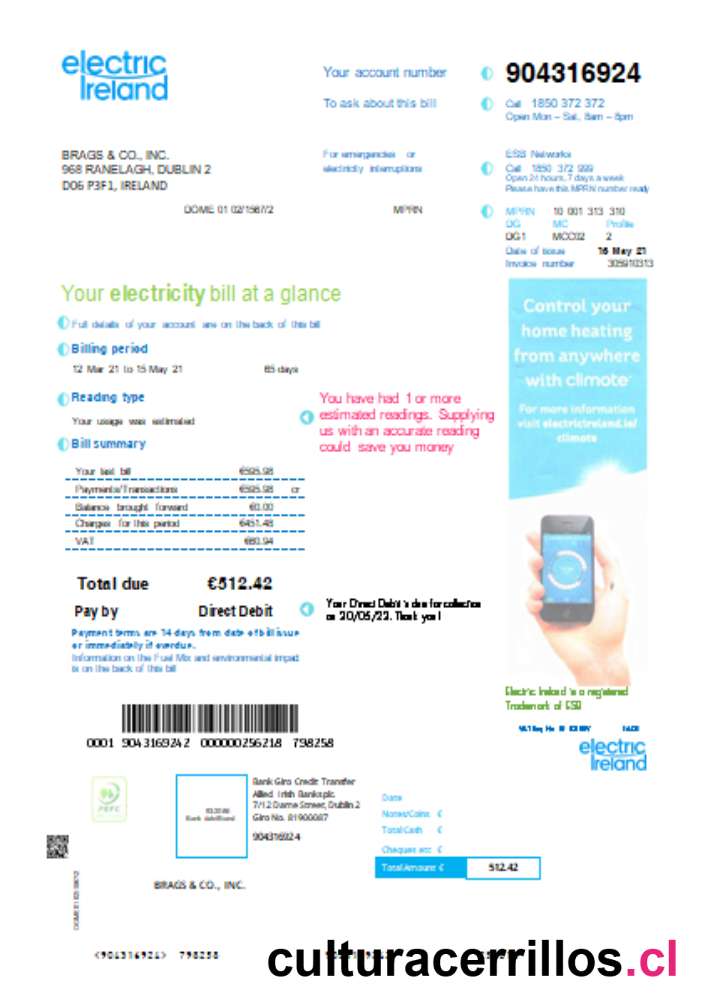 electric
Ireland
Your account number
904316924
To ask about this bill
Call 1850 372 372
Open Mon – Sat, 8am – 8pm
BRAGS & CO., INC.
968 RANELAGH, DUBLIN 2
D06 P3F1, IRELAND
For emergencies or
electricity interruptions
ESB Networks
Call 1850 372 999
Open 24 hours, 7 days a week
Please have this MPRN number ready
DOME 01 02/1567/2
MPRN
MPRN 10 001 313 310
DG MC Profile
DG1 MCC02 2
Date of issue 16 May 21
Invoice number 305910313
Your electricity bill at a glance
Full details of your account are on the back of this bill
Billing period
12 Mar 21 to 15 May 21 65 days
Reading type
Your usage was estimated
You have had 1 or more
estimated readings. Supplying
us with an accurate reading
could save you money
Bill summary
Your last bill €595.98
Payments/Transactions €595.98 cr
Balance brought forward €0.00
Charges for this period €451.48
VAT €60.94
Total due €512.42
Pay by Direct Debit
Your Direct Debit is due for collection
on 30/05/22. Thank you!
Payment terms are 14 days from date of bill issue
or immediately if overdue.
Information on the Fuel Mix and environmental impact
is on the back of this bill
Control your
home heating
from anywhere
with climote
For more information
visit electricireland.ie/
climote
Electric Ireland is a registered
Trademark of ESB
electric
Ireland
0001 9043169242 000000256218 798258
PEFC
Bank Giro Credit Transfer
Allied Irish Banks plc
7/12 Dame Street, Dublin 2
Giro No. 81900087
904316924
Date
Notes/Coins €
Total Cash €
Cheques etc €
Total Amount € 512.42
BRAGS & CO., INC.
<904316924> 798258
culturacerrillos.cl